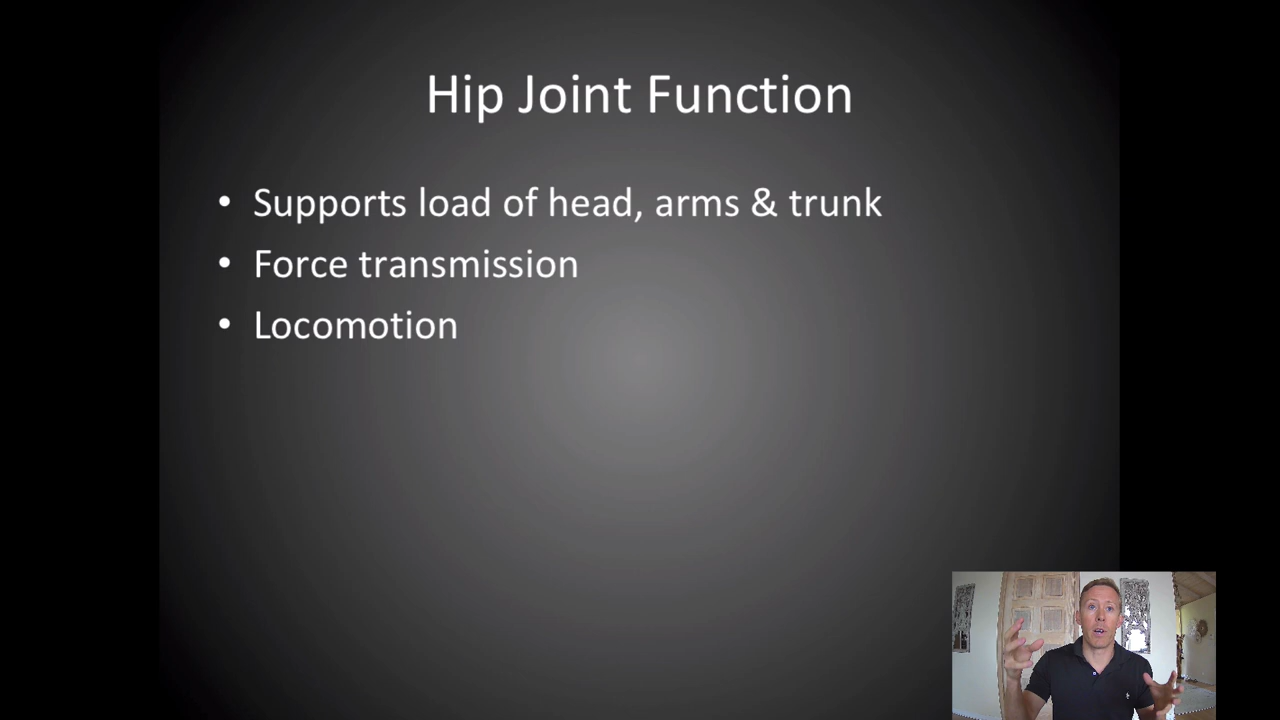 Hip Joint Function
• Supports load of head, arms & trunk
• Force transmission
• Locomotion